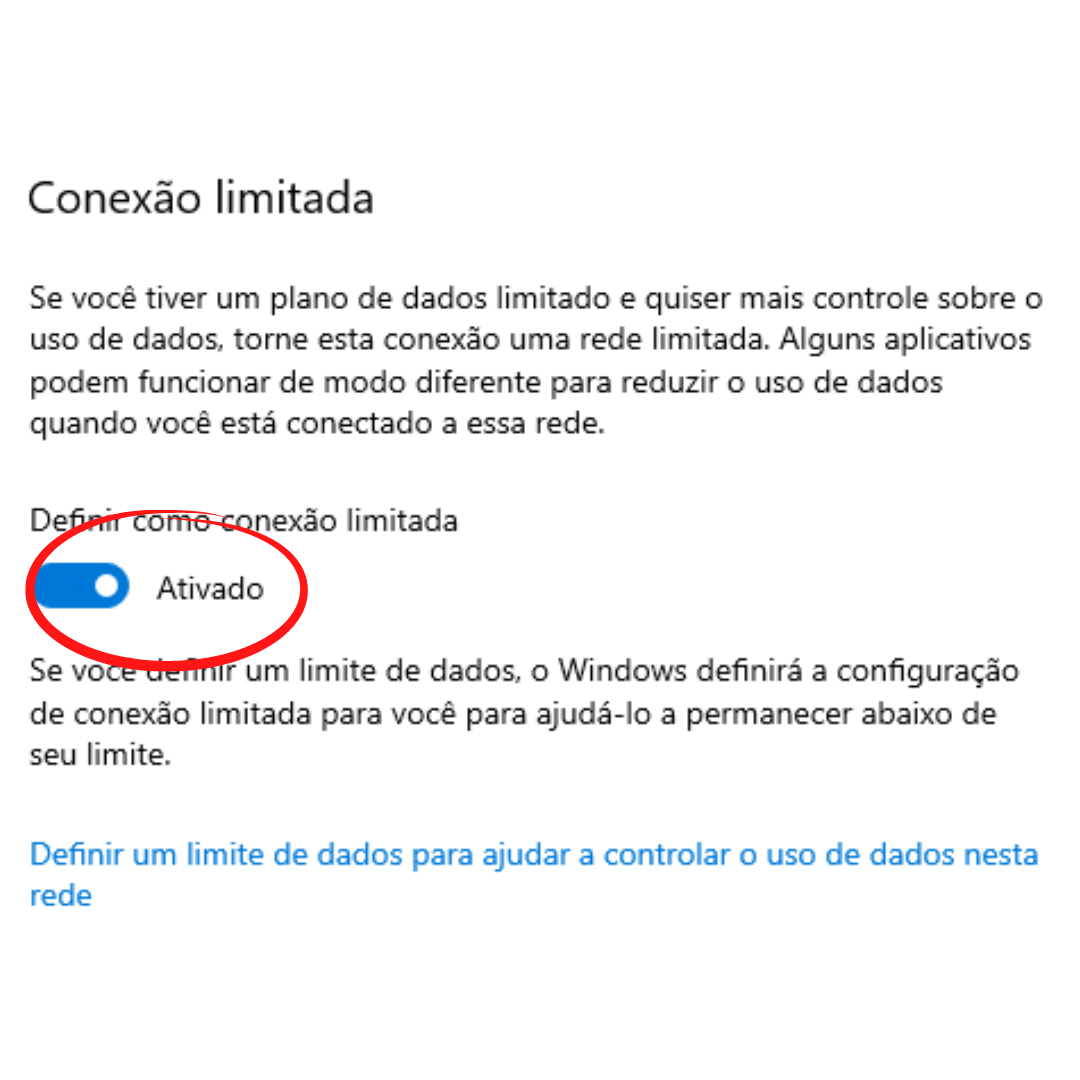 Conexão limitada
Se você tiver um plano de dados limitado e quiser mais controle sobre o
uso de dados, torne esta conexão uma rede limitada. Alguns aplicativos
podem funcionar de modo diferente para reduzir o uso de dados
quando você está conectado a essa rede.
Definir como conexão limitada
Ativado
Se você definir um limite de dados, o Windows definirá a configuração
de conexão limitada para você para ajudá-lo a permanecer abaixo de
seu limite.
Definir um limite de dados para ajudar a controlar o uso de dados nesta
rede